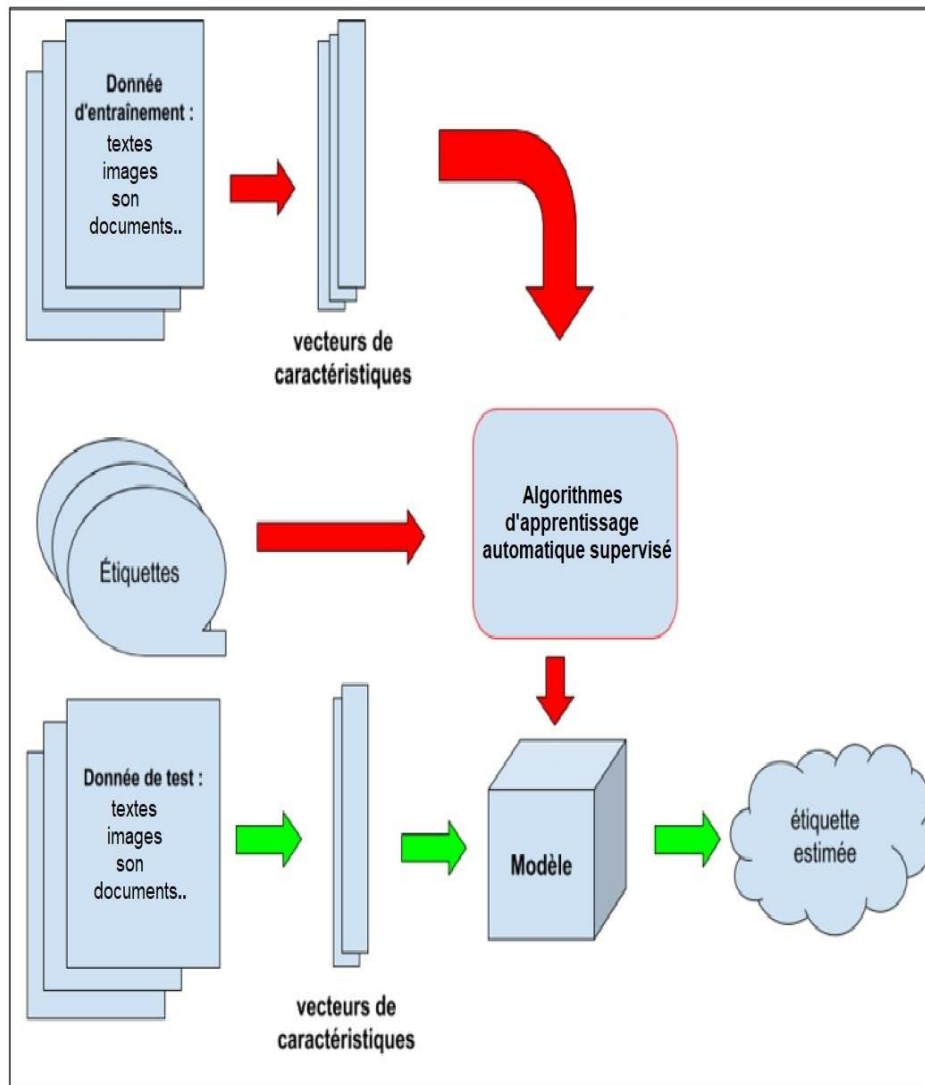 Donnée
d'entraînement :
textes
images
son
documents..
vecteurs de
caractéristiques
Algorithmes
d'apprentissage
automatique supervisé
Étiquettes
Donnée de test :
textes
images
son
documents..
Modèle
étiquette
estimée
vecteurs de
caractéristiques